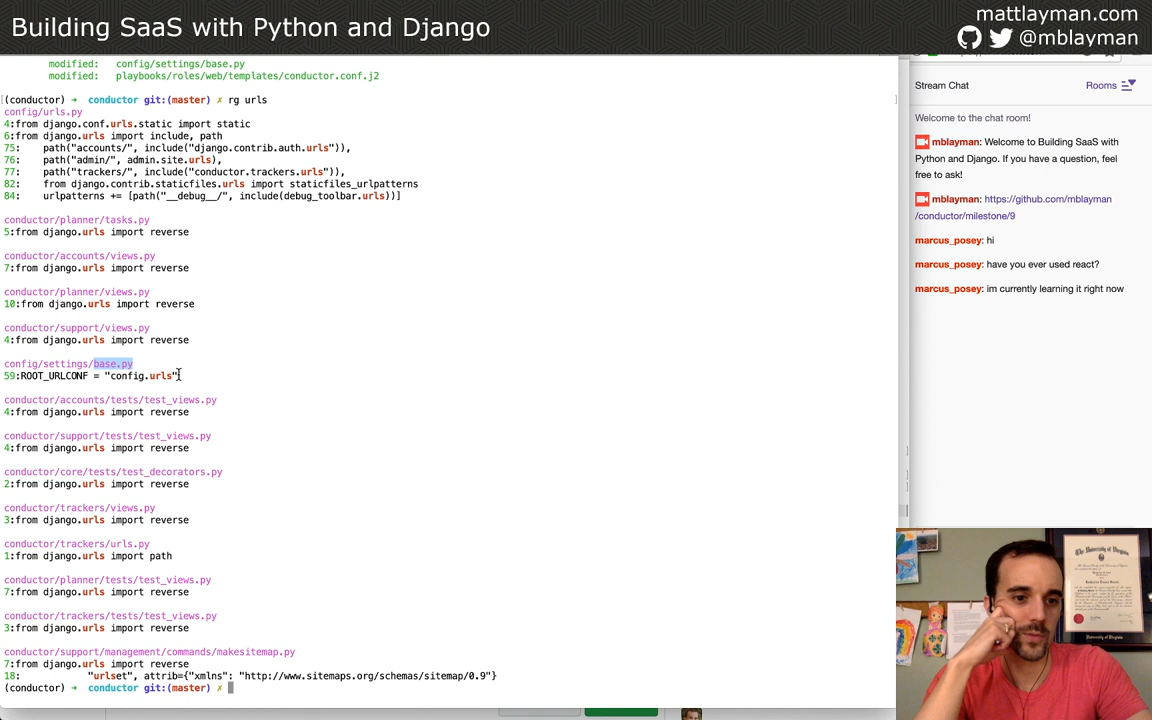 Building SaaS with Python and Django
mattlayman.com
@mblayman
modified: config/settings/base.py
modified: playbooks/roles/web/templates/conductor.conf.j2
(conductor) → conductor git:(master) ✗ rg urls
config/urls.py
4:from django.conf.urls.static import static
6:from django.urls import include, path
75: path("accounts/", include("django.contrib.auth.urls")),
76: path("admin/", admin.site.urls),
77: path("trackers/", include("conductor.trackers.urls")),
82: from django.contrib.staticfiles.urls import staticfiles_urlpatterns
84: urlpatterns += [path("__debug__/", include(debug_toolbar.urls))]
conductor/planner/tasks.py
5:from django.urls import reverse
conductor/accounts/views.py
7:from django.urls import reverse
conductor/planner/views.py
10:from django.urls import reverse
conductor/support/views.py
4:from django.urls import reverse
config/settings/base.py
59:ROOT_URLCONF = "config.urls"
conductor/accounts/tests/test_views.py
4:from django.urls import reverse
conductor/support/tests/test_views.py
4:from django.urls import reverse
conductor/core/tests/test_decorators.py
2:from django.urls import reverse
conductor/trackers/views.py
3:from django.urls import reverse
conductor/trackers/urls.py
1:from django.urls import path
conductor/planner/tests/test_views.py
7:from django.urls import reverse
conductor/trackers/tests/test_views.py
3:from django.urls import reverse
conductor/support/management/commands/makesitemap.py
7:from django.urls import reverse
18: "urlset", attrib={"xmlns": "http://www.sitemaps.org/schemas/sitemap/0.9"}
(conductor) → conductor git:(master) ✗
Stream Chat
Rooms
Welcome to the chat room!
mblayman: Welcome to Building SaaS with
Python and Django. If you have a question, feel
free to ask!
mblayman: https://github.com/mblayman
/conductor/milestone/9
marcus_posey: hi
marcus_posey: have you ever used react?
marcus_posey: im currently learning it right now
The University of Virginia